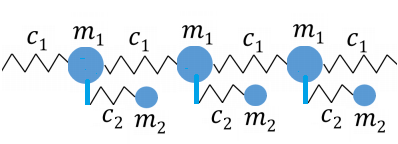 c₁ m₁ c₁ m₁ c₁ m₁ c₁
c₂ m₂ c₂ m₂ c₂ m₂